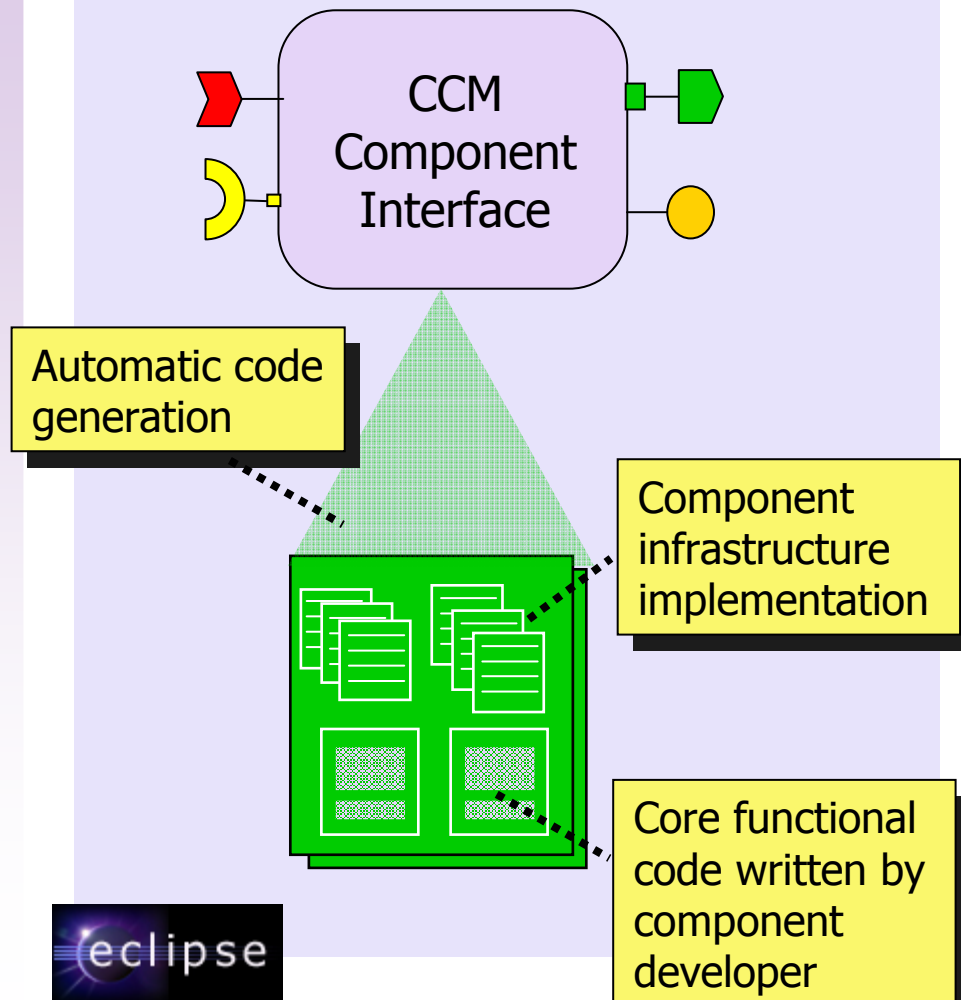 CCM
Component
Interface
Automatic code
generation
Component
infrastructure
implementation
Core functional
code written by
component
developer
eclipse